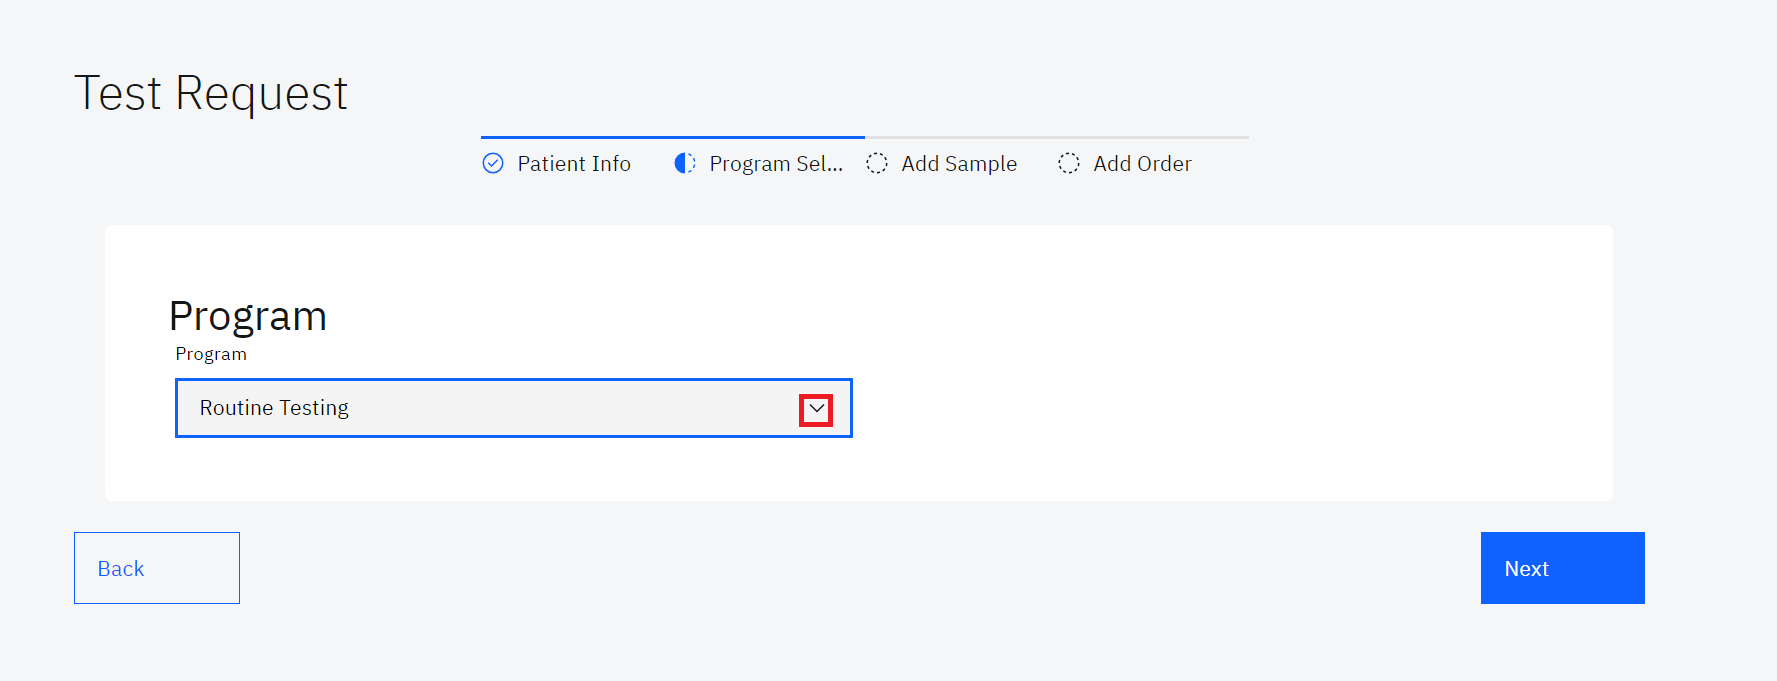 Test Request
Patient Info Program Sel... Add Sample Add Order
Program
Program
Routine Testing
Back Next